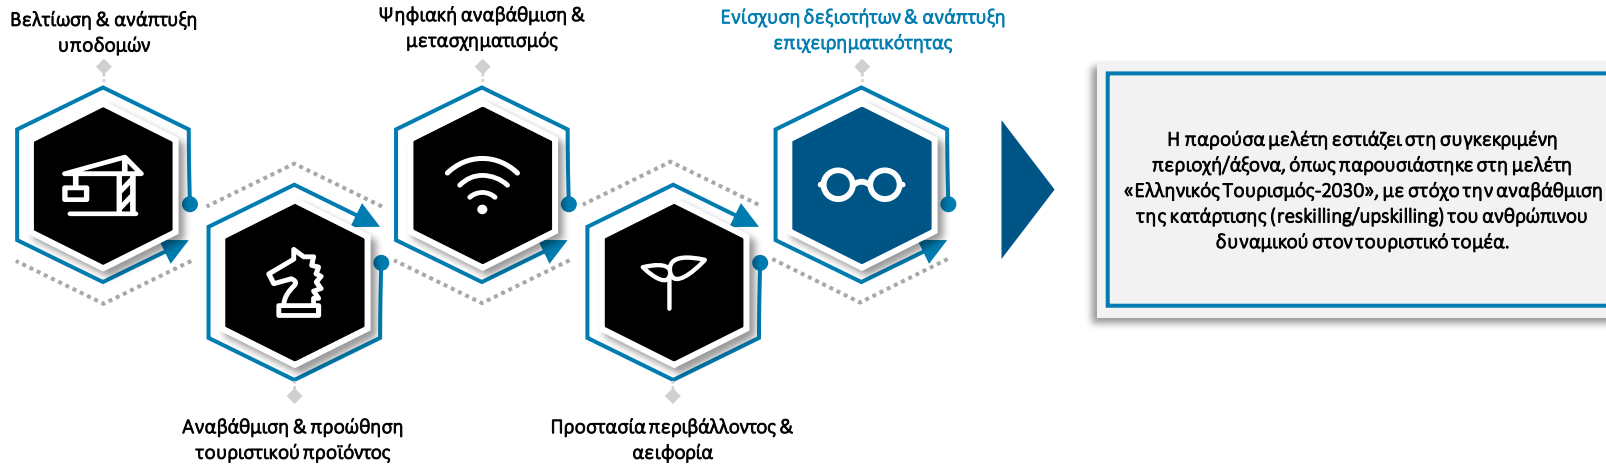 Βελτίωση & ανάπτυξη
υποδομών
Ψηφιακή αναβάθμιση &
μετασχηματισμός
Ενίσχυση δεξιοτήτων & ανάπτυξη
επιχειρηματικότητας
Η παρούσα μελέτη εστιάζει στη συγκεκριμένη
περιοχή/άξονα, όπως παρουσιάστηκε στη μελέτη
«Ελληνικός Τουρισμός-2030», με στόχο την αναβάθμιση
της κατάρτισης (reskilling/upskilling) του ανθρώπινου
δυναμικού στον τουριστικό τομέα.
Αναβάθμιση & προώθηση
τουριστικού προϊόντος
Προστασία περιβάλλοντος &
αειφορία